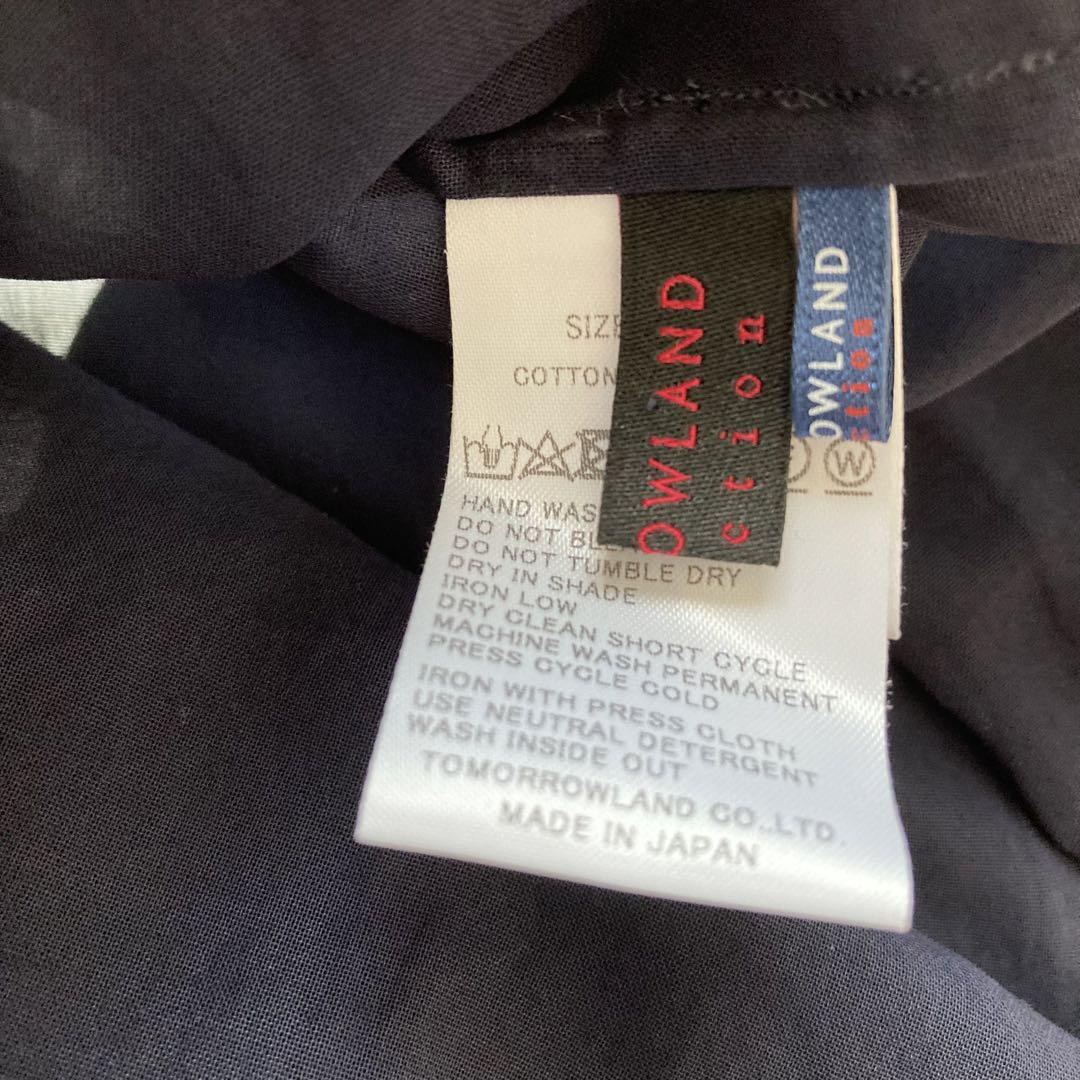 SIZE
COTTON
HAND WAS
DO NOT BLE
DO NOT TUMBLE DRY
DRY IN SHADE
IRON LOW
DRY CLEAN SHORT CYCLE
MACHINE WASH PERMANENT
PRESS CYCLE COLD
IRON WITH PRESS CLOTH
USE NEUTRAL DETERGENT
WASH INSIDE OUT
TOMORROWLAND CO.,LTD.
MADE IN JAPAN
OWLAND
ction
OWLAND
ction
W